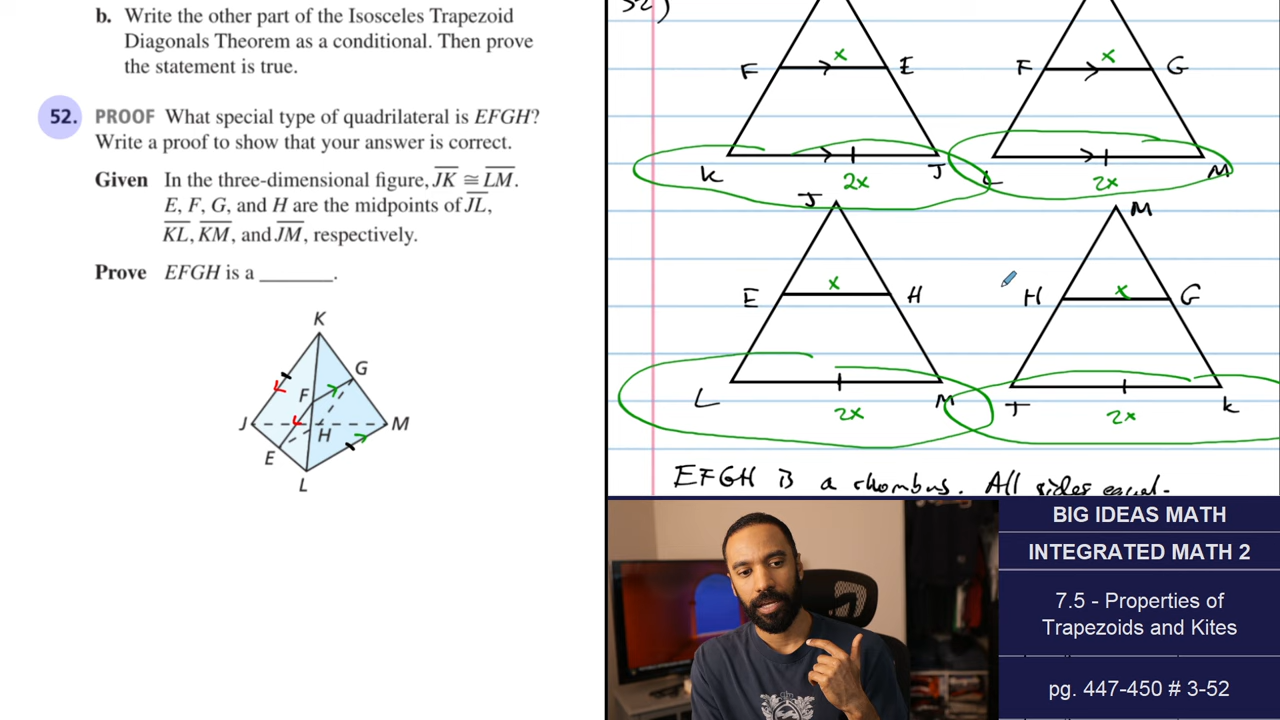 b. Write the other part of the Isosceles Trapezoid
Diagonals Theorem as a conditional. Then prove
the statement is true.
52. PROOF What special type of quadrilateral is EFGH?
Write a proof to show that your answer is correct.
Given In the three-dimensional figure, JK ≅ LM.
E, F, G, and H are the midpoints of JL,
KL, KM, and JM, respectively.
Prove EFGH is a ______.
K
G
F
J
H
M
E
L
52)
x
x
F
E
F
G
K
J
L
M
2x
2x
J
M
x
x
E
H
H
G
L
M
J
K
2x
2x
EFGH is a rhombus. All sides equal.
BIG IDEAS MATH
INTEGRATED MATH 2
7.5 - Properties of
Trapezoids and Kites
pg. 447-450 # 3-52